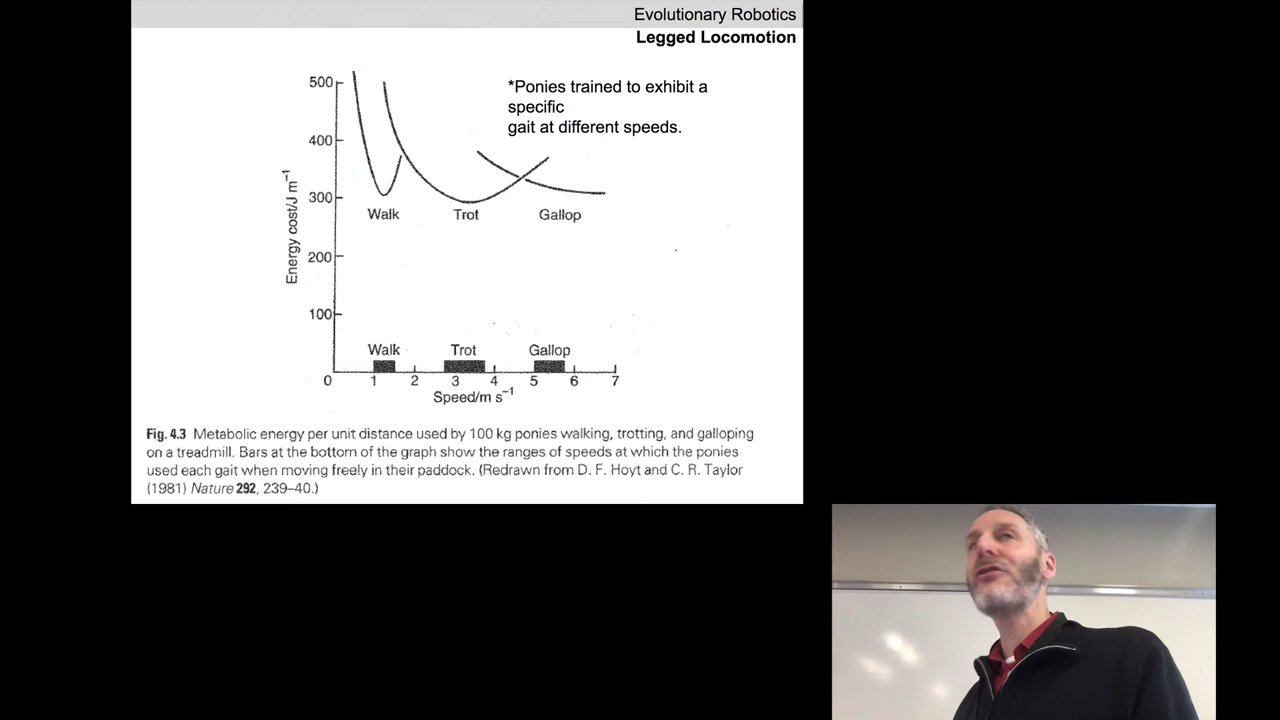 Evolutionary Robotics
Legged Locomotion
*Ponies trained to exhibit a
specific
gait at different speeds.
500
400
300
200
100
Energy cost/J m⁻¹
Walk Trot Gallop
Walk Trot Gallop
0 1 2 3 4 5 6 7
Speed/m s⁻¹
Fig. 4.3 Metabolic energy per unit distance used by 100 kg ponies walking, trotting, and galloping
on a treadmill. Bars at the bottom of the graph show the ranges of speeds at which the ponies
used each gait when moving freely in their paddock. (Redrawn from D. F. Hoyt and C. R. Taylor
(1981) Nature 292, 239–40.)